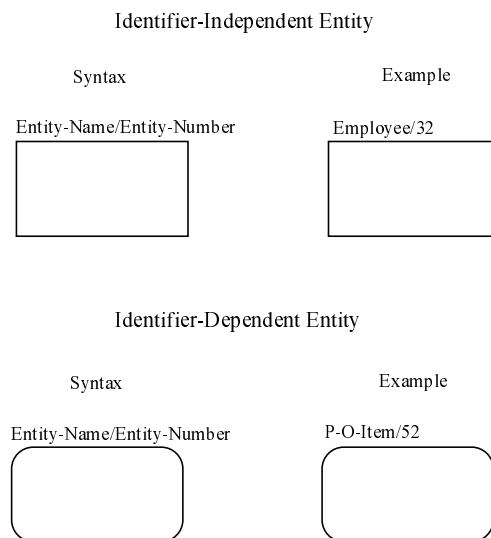 Identifier-Independent Entity
Syntax
Example
Entity-Name/Entity-Number
Employee/32
Identifier-Dependent Entity
Syntax
Example
Entity-Name/Entity-Number
P-O-Item/52